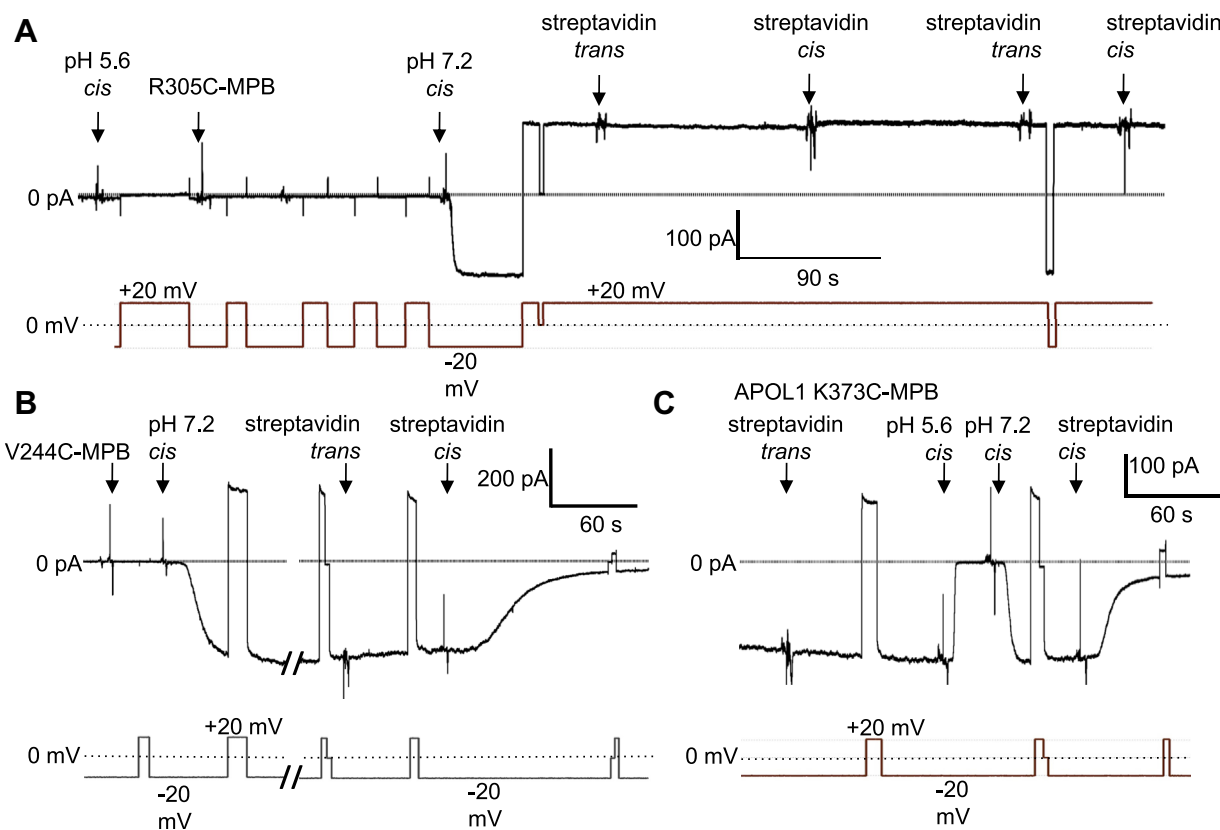 A
streptavidin
trans
streptavidin
cis
streptavidin
trans
streptavidin
cis
pH 5.6
cis
R305C-MPB
pH 7.2
cis
0 pA
100 pA
90 s
+20 mV
+20 mV
0 mV
-20
mV
B
V244C-MPB
pH 7.2
cis
streptavidin
trans
streptavidin
cis
200 pA
60 s
0 pA
+20 mV
0 mV
-20
mV
-20
mV
C
APOL1 K373C-MPB
streptavidin
trans
pH 5.6
cis
pH 7.2
cis
streptavidin
cis
100 pA
60 s
0 pA
+20 mV
0 mV
-20
mV